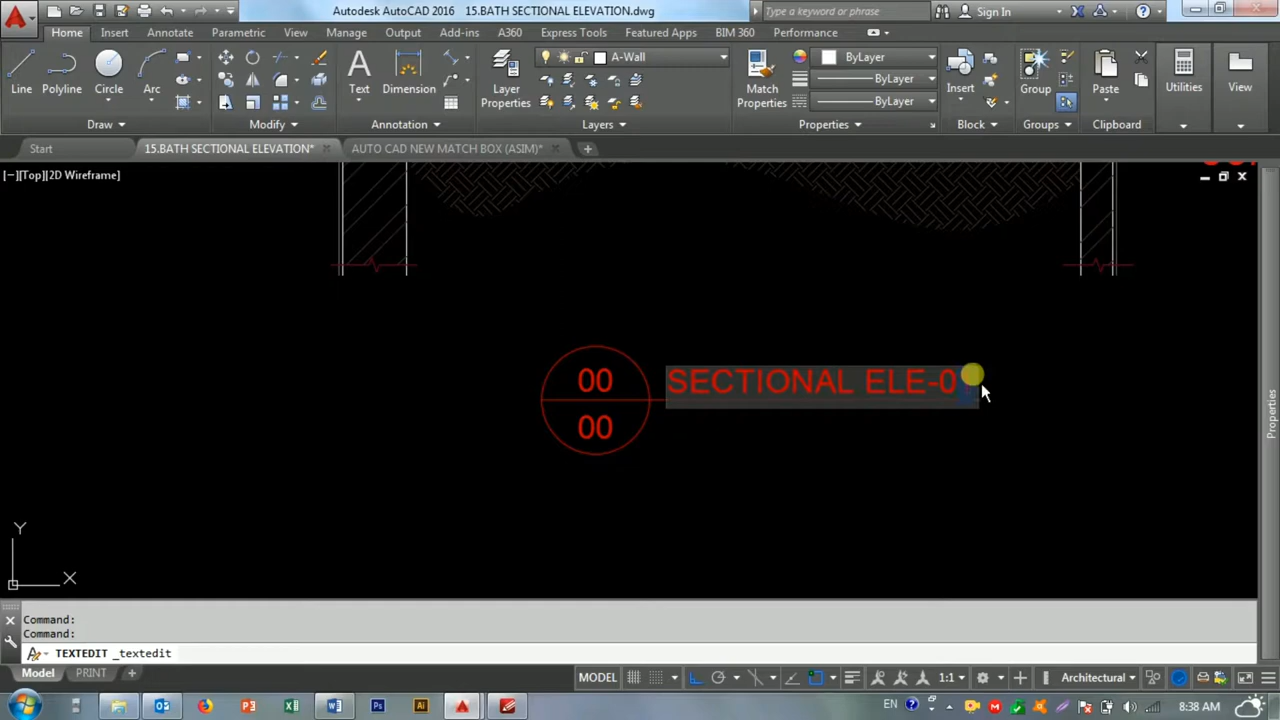 Autodesk AutoCAD 2016 15.BATH SECTIONAL ELEVATION.dwg
Type a keyword or phrase
Sign In
Home Insert Annotate Parametric View Manage Output Add-ins A360 Express Tools Featured Apps BIM 360 Performance
A-Wall
ByLayer
ByLayer
ByLayer
Line Polyline Circle Arc Text Dimension Layer Properties Match Properties Insert Group Paste Utilities View
Draw Modify Annotation Layers Properties Block Groups Clipboard
Start 15.BATH SECTIONAL ELEVATION* AUTO CAD NEW MATCH BOX (ASIM)*
[−][Top][2D Wireframe]
00
SECTIONAL ELE-0
00
Properties
Y
X
Command:
Command:
TEXTEDIT _textedit
Model PRINT
MODEL 1:1 Architectural
EN 8:38 AM